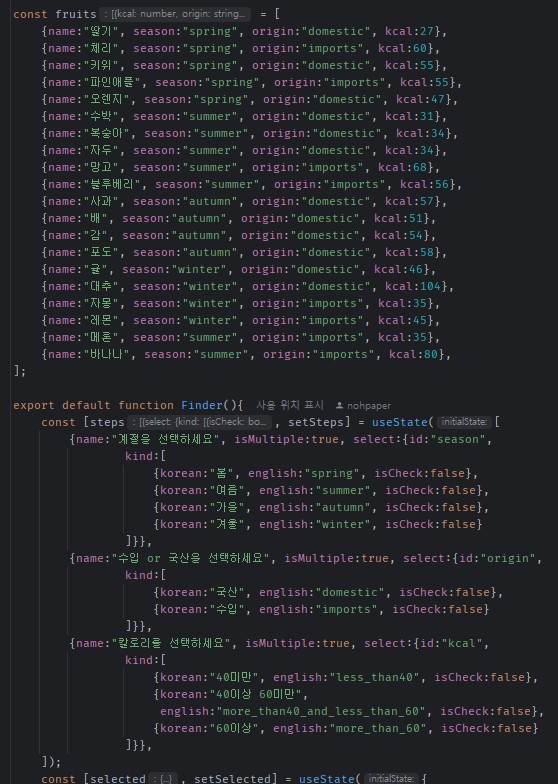 const fruits : [{kcal: number, origin: string... = [
{name:"딸기", season:"spring", origin:"domestic", kcal:27},
{name:"체리", season:"spring", origin:"imports", kcal:60},
{name:"키위", season:"spring", origin:"domestic", kcal:55},
{name:"파인애플", season:"spring", origin:"imports", kcal:55},
{name:"오렌지", season:"spring", origin:"domestic", kcal:47},
{name:"수박", season:"summer", origin:"domestic", kcal:31},
{name:"복숭아", season:"summer", origin:"domestic", kcal:34},
{name:"자두", season:"summer", origin:"domestic", kcal:34},
{name:"망고", season:"summer", origin:"imports", kcal:68},
{name:"블루베리", season:"summer", origin:"imports", kcal:56},
{name:"사과", season:"autumn", origin:"domestic", kcal:57},
{name:"배", season:"autumn", origin:"domestic", kcal:51},
{name:"감", season:"autumn", origin:"domestic", kcal:54},
{name:"포도", season:"autumn", origin:"domestic", kcal:58},
{name:"귤", season:"winter", origin:"domestic", kcal:46},
{name:"대추", season:"winter", origin:"domestic", kcal:104},
{name:"자몽", season:"winter", origin:"imports", kcal:35},
{name:"레몬", season:"winter", origin:"imports", kcal:45},
{name:"메론", season:"summer", origin:"imports", kcal:35},
{name:"바나나", season:"summer", origin:"imports", kcal:80},
];
export default function Finder(){ 사용 위치 표시 nohpaper
const [steps : [{select: {kind: [{isCheck: bo... , setSteps] = useState( initialState: [
{name:"계절을 선택하세요", isMultiple:true, select:{id:"season",
kind:[
{korean:"봄", english:"spring", isCheck:false},
{korean:"여름", english:"summer", isCheck:false},
{korean:"가을", english:"autumn", isCheck:false},
{korean:"겨울", english:"winter", isCheck:false}
]}},
{name:"수입 or 국산을 선택하세요", isMultiple:true, select:{id:"origin",
kind:[
{korean:"국산", english:"domestic", isCheck:false},
{korean:"수입", english:"imports", isCheck:false}
]}},
{name:"칼로리를 선택하세요", isMultiple:true, select:{id:"kcal",
kind:[
{korean:"40미만", english:"less_than40", isCheck:false},
{korean:"40이상 60미만",
english:"more_than40_and_less_than_60", isCheck:false},
{korean:"60이상", english:"more_than_60", isCheck:false}
]}},
]);
const [selected : {...} , setSelected] = useState( initialState: {